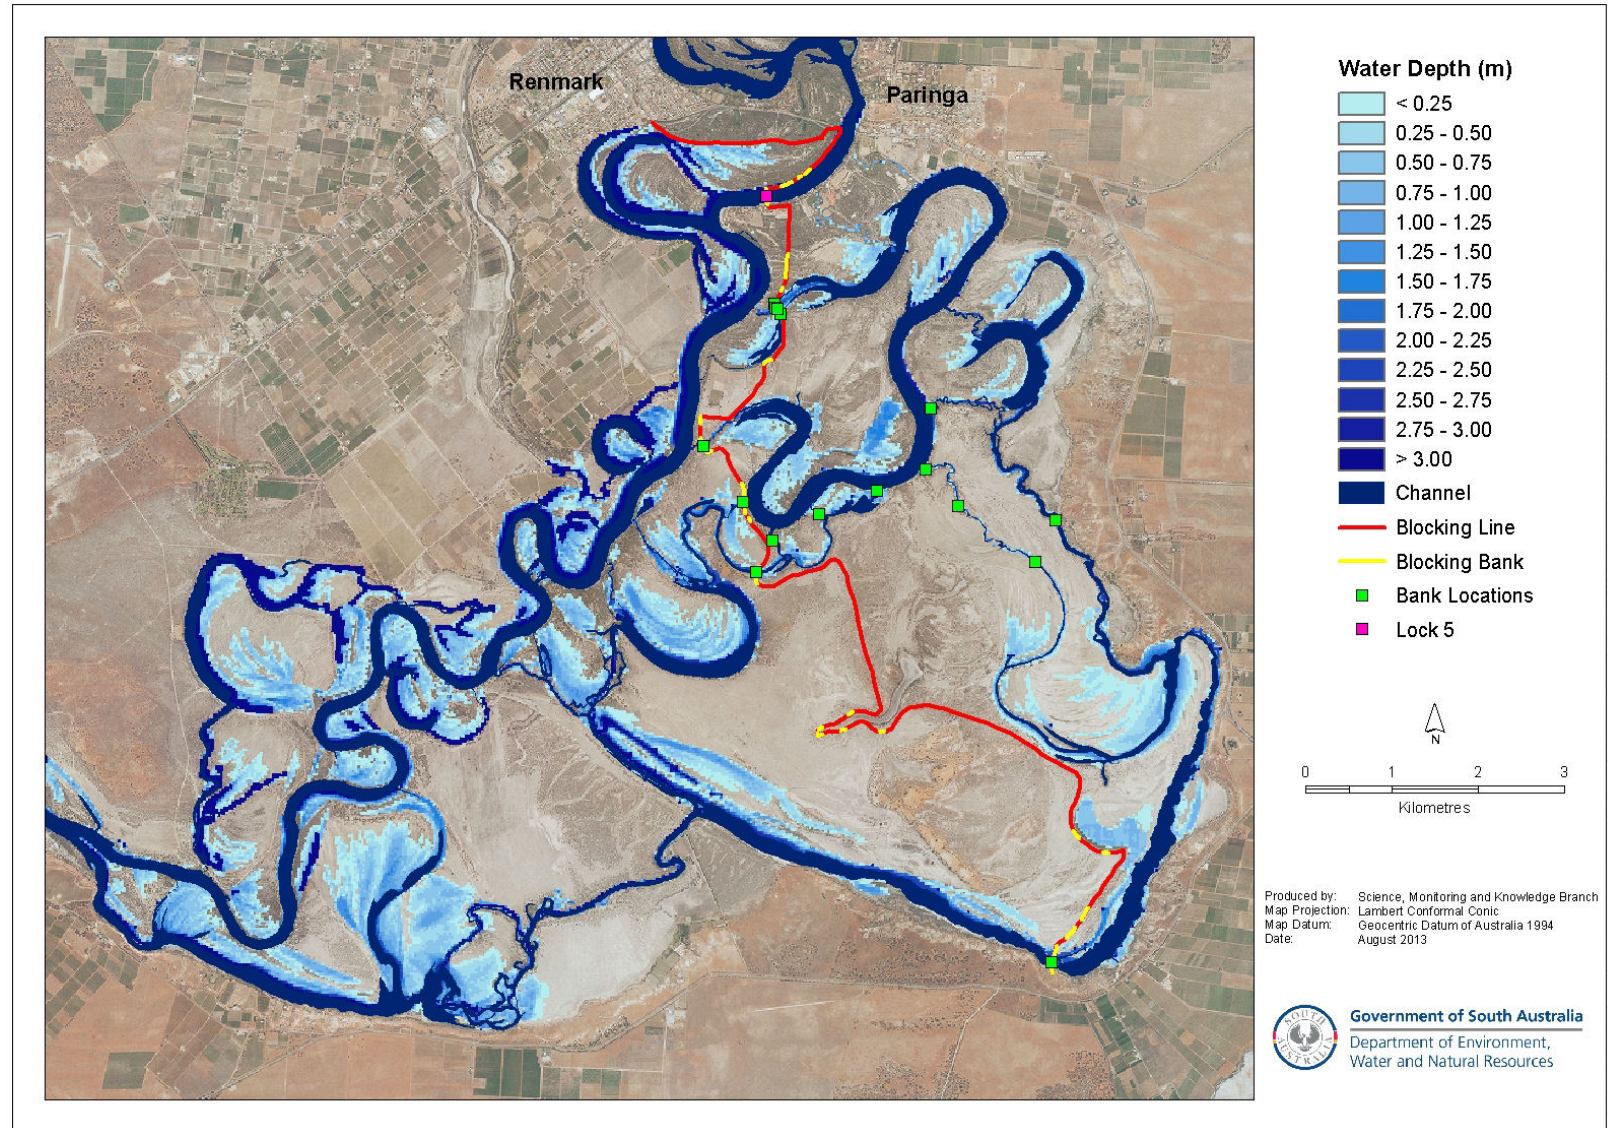 Renmark
Paringa
Water Depth (m)
< 0.25
0.25 - 0.50
0.50 - 0.75
0.75 - 1.00
1.00 - 1.25
1.25 - 1.50
1.50 - 1.75
1.75 - 2.00
2.00 - 2.25
2.25 - 2.50
2.50 - 2.75
2.75 - 3.00
> 3.00
Channel
Blocking Line
Blocking Bank
Bank Locations
Lock 5
N
0 1 2 3
Kilometres
Produced by: Science, Monitoring and Knowledge Branch
Map Projection: Lambert Conformal Conic
Map Datum: Geocentric Datum of Australia 1994
Date: August 2013
SOUTH AUSTRALIA
Government of South Australia
Department of Environment,
Water and Natural Resources